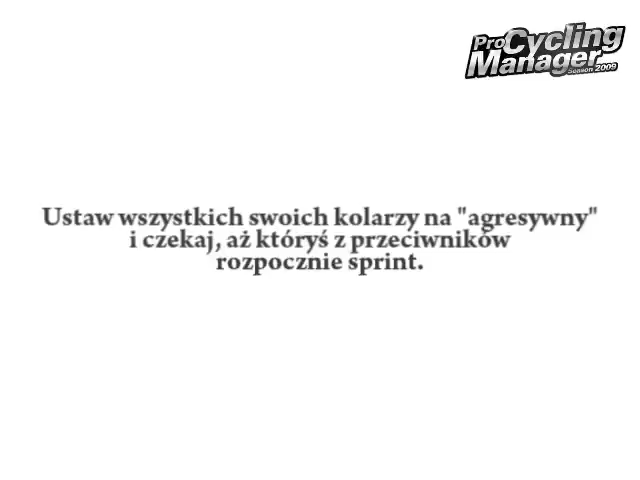 Pro Cycling
Manager
Season 2009
Ustaw wszystkich swoich kolarzy na "agresywny"
i czekaj, aż któryś z przeciwników
rozpocznie sprint.